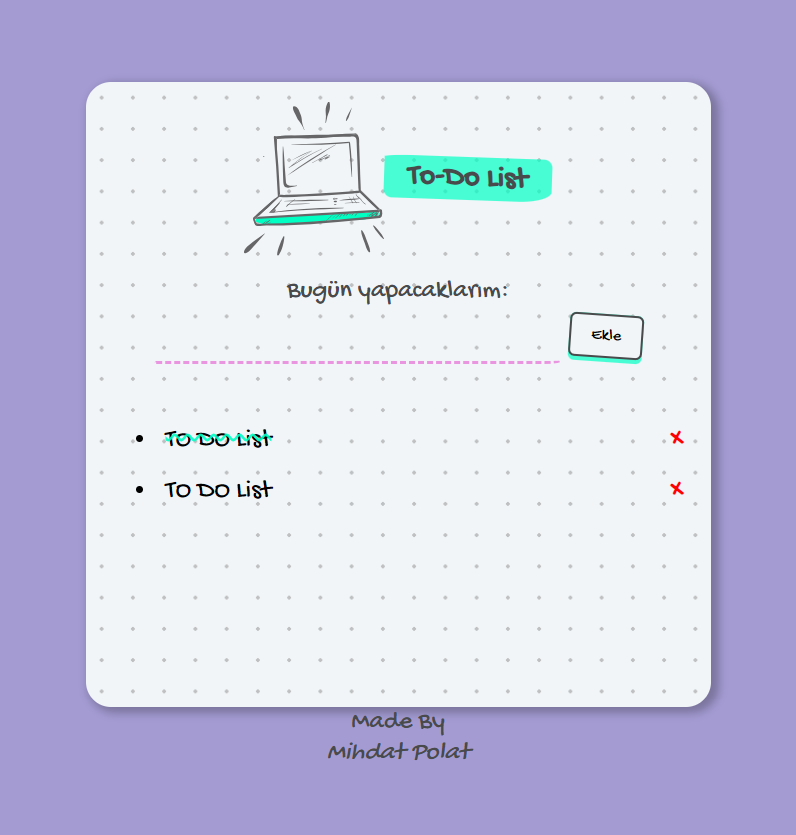 To-Do List
Bugün yapacaklarım:
Ekle
TO DO List
TO DO List
Made By
Mihdat Polat